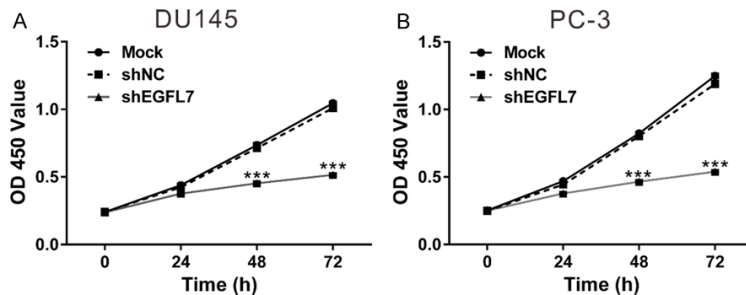 A DU145
OD 450 Value
1.5
1.0
0.5
0.0
Mock
shNC
shEGFL7
***
***
0 24 48 72
Time (h)
B PC-3
OD 450 Value
1.5
1.0
0.5
0.0
Mock
shNC
shEGFL7
***
***
0 24 48 72
Time (h)